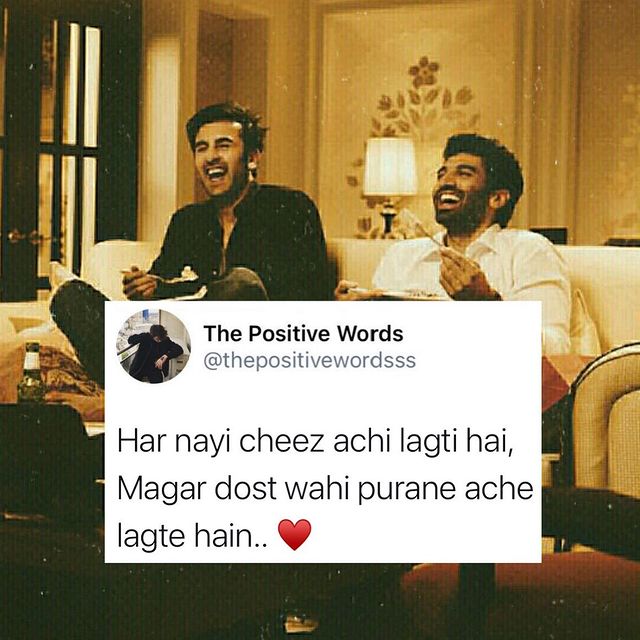 The Positive Words
@thepositivewordsss
Har nayi cheez achi lagti hai,
Magar dost wahi purane ache
lagte hain.. ♥️